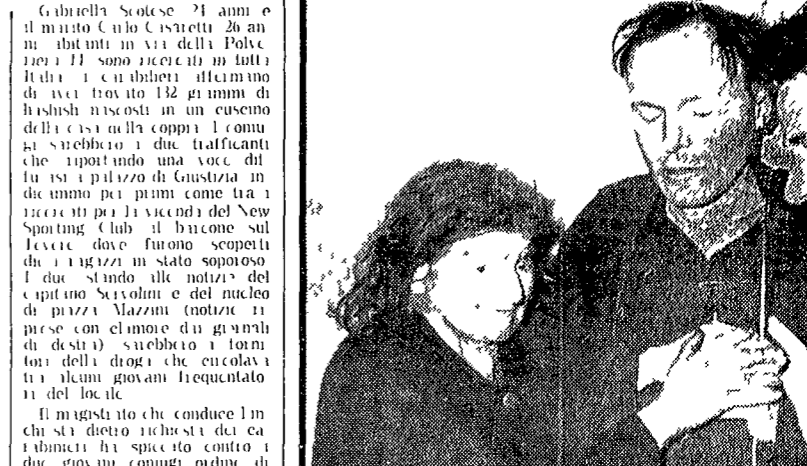 Gabriella Scotese 21 anni e
il marito Carlo Casaretti 26 an
ni abitanti in via della Polve
riera 11 sono ricercati in tutta
Italia I carabinieri affermano
di aver trovato 132 grammi di
hashish nascosti in un cuscino
della casa della coppia I coniu
gi sarebbero i due trafficanti
che riportando una voce dif
fusasi a palazzo di Giustizia in
dicammo per primi come tra i
ricercati per la vicenda del New
Sporting Club il barcone sul
Tevere dove furono scoperti
dei ragazzi in stato soporoso
I due stando alle notizie del
capitano Servolini e del nucleo
di piazza Mazzini (notizie ri
prese con clamore dai giornali
di destra) sarebbero i forni
tori della droga che circolava
tra alcuni giovani frequentato
ri del locale
Il magistrato che conduce l in
chiesta dietro richiesta dei ca
rabinieri ha spiccato contro i
due giovani coniugi ordine di